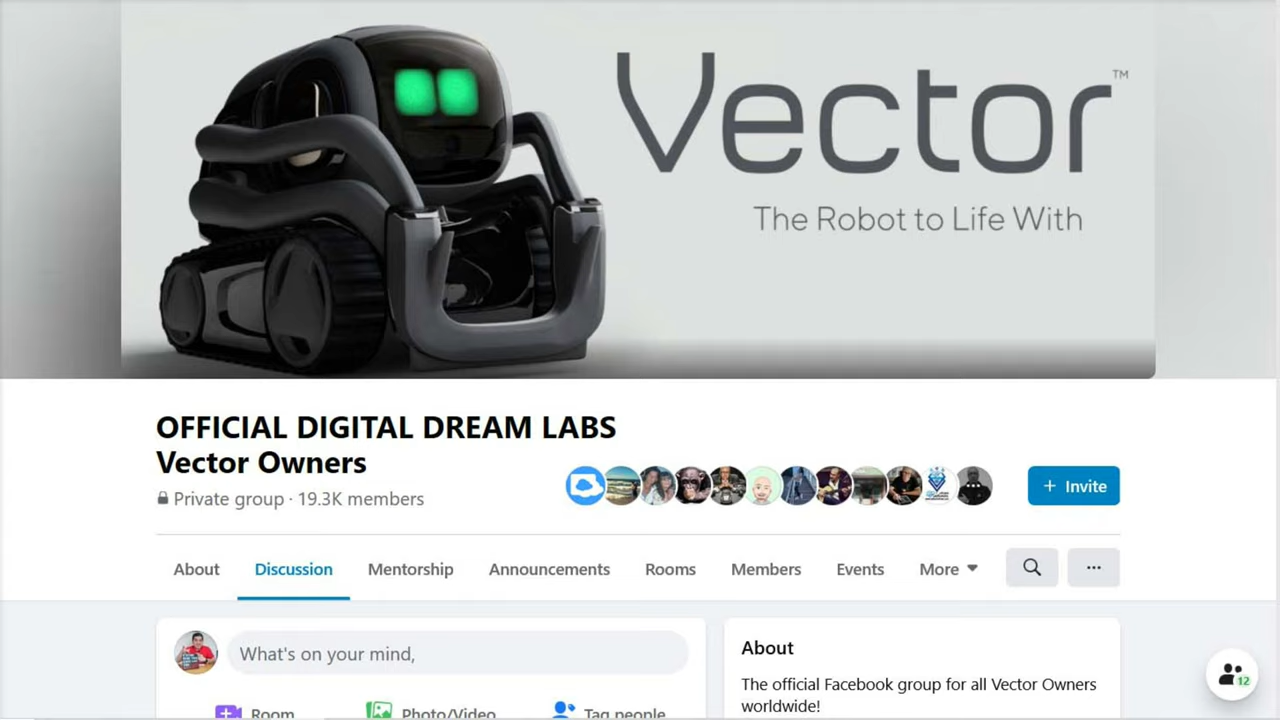 Vector™
The Robot to Life With
OFFICIAL DIGITAL DREAM LABS
Vector Owners
Private group · 19.3K members
+ Invite
About Discussion Mentorship Announcements Rooms Members Events More
What's on your mind,
Room Photo/Video Tag people
About
The official Facebook group for all Vector Owners
worldwide!
12